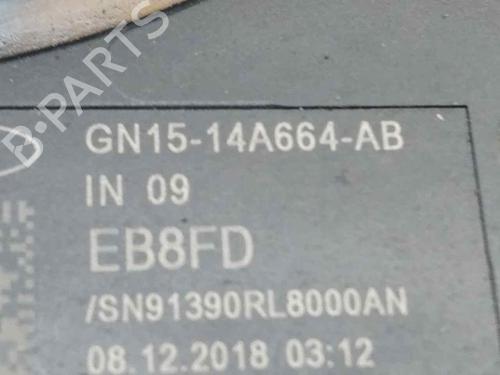 B-PARTS
GN15-14A664-AB
IN 09
EB8FD
/SN91390RL8000AN
08.12.2018 03:12